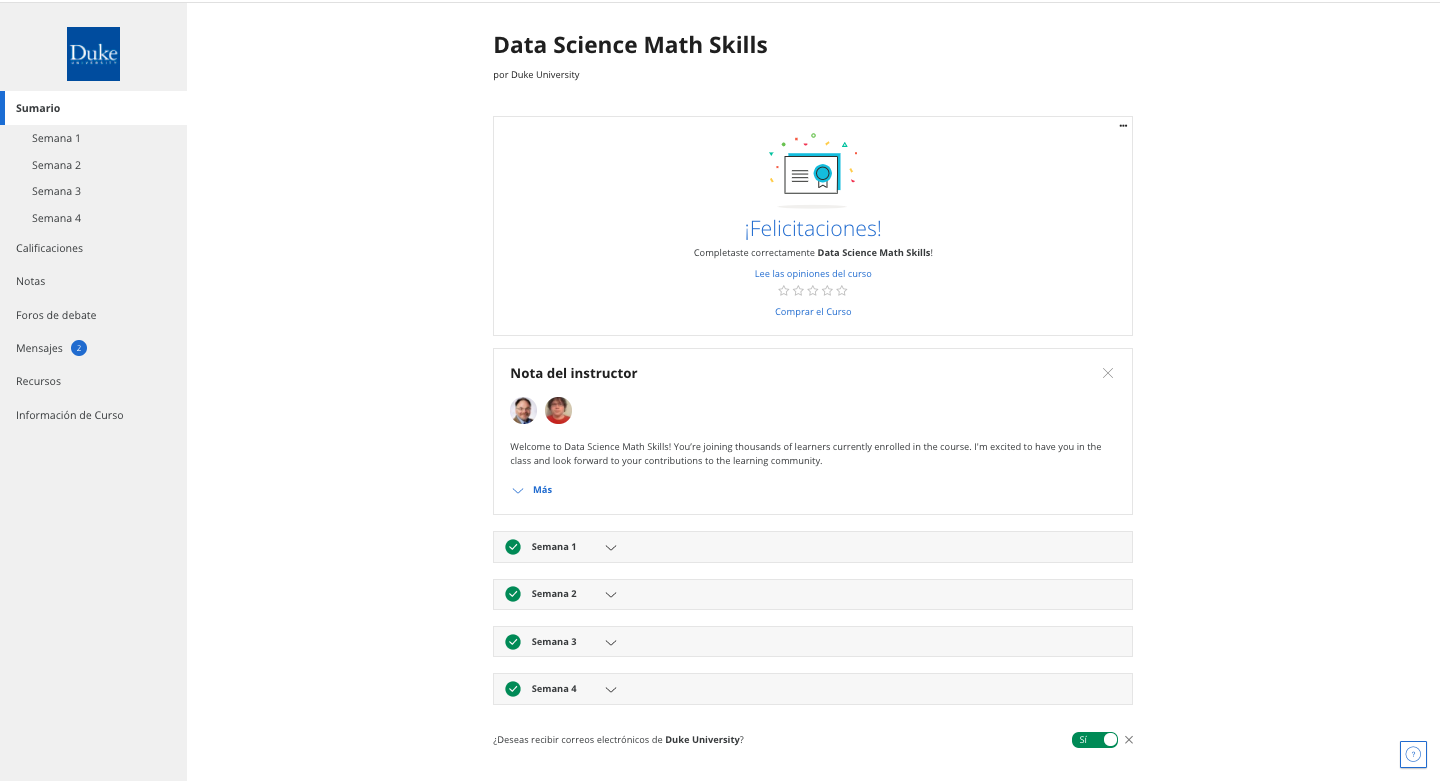 Duke
UNIVERSITY
Sumario
Semana 1
Semana 2
Semana 3
Semana 4
Calificaciones
Notas
Foros de debate
Mensajes 2
Recursos
Información de Curso
Data Science Math Skills
por Duke University
¡Felicitaciones!
Completaste correctamente Data Science Math Skills!
Lee las opiniones del curso
Comprar el Curso
Nota del instructor
Welcome to Data Science Math Skills! You're joining thousands of learners currently enrolled in the course. I'm excited to have you in the
class and look forward to your contributions to the learning community.
Más
Semana 1
Semana 2
Semana 3
Semana 4
¿Deseas recibir correos electrónicos de Duke University?
Sí
?